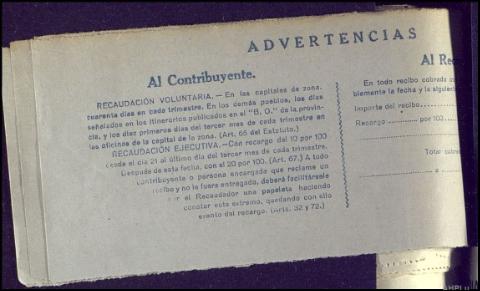 ADVERTENCIAS
Al Contribuyente.
RECAUDACIÓN VOLUNTARIA.—En las capitales de zona,
cuarenta días en cada trimestre. En los demás pueblos, los días
señalados en los itinerarios publicados en el "B. O." de la provin-
cia, y los diez primeros días del tercer mes de cada trimestre en
las oficinas de la capital de la zona. (Art. 65 del Estatuto.)
RECAUDACIÓN EJECUTIVA.—Con recargo del 10 por 100
desde el día 21 al último día del tercer mes de cada trimestre.
Después de esta fecha, con el 20 por 100. (Art. 67.) A todo
contribuyente o persona encargada que reclame un
recibo y no le fuera entregado, deberá facilitársele
por el Recaudador una papeleta haciendo
constar este extremo, quedando con ello
exento del recargo. (Arts. 32 y 72.)
Al
En todo recibo cobrado
blemente la fecha y la
Importe del recibo
Recargo por 100
Total
a